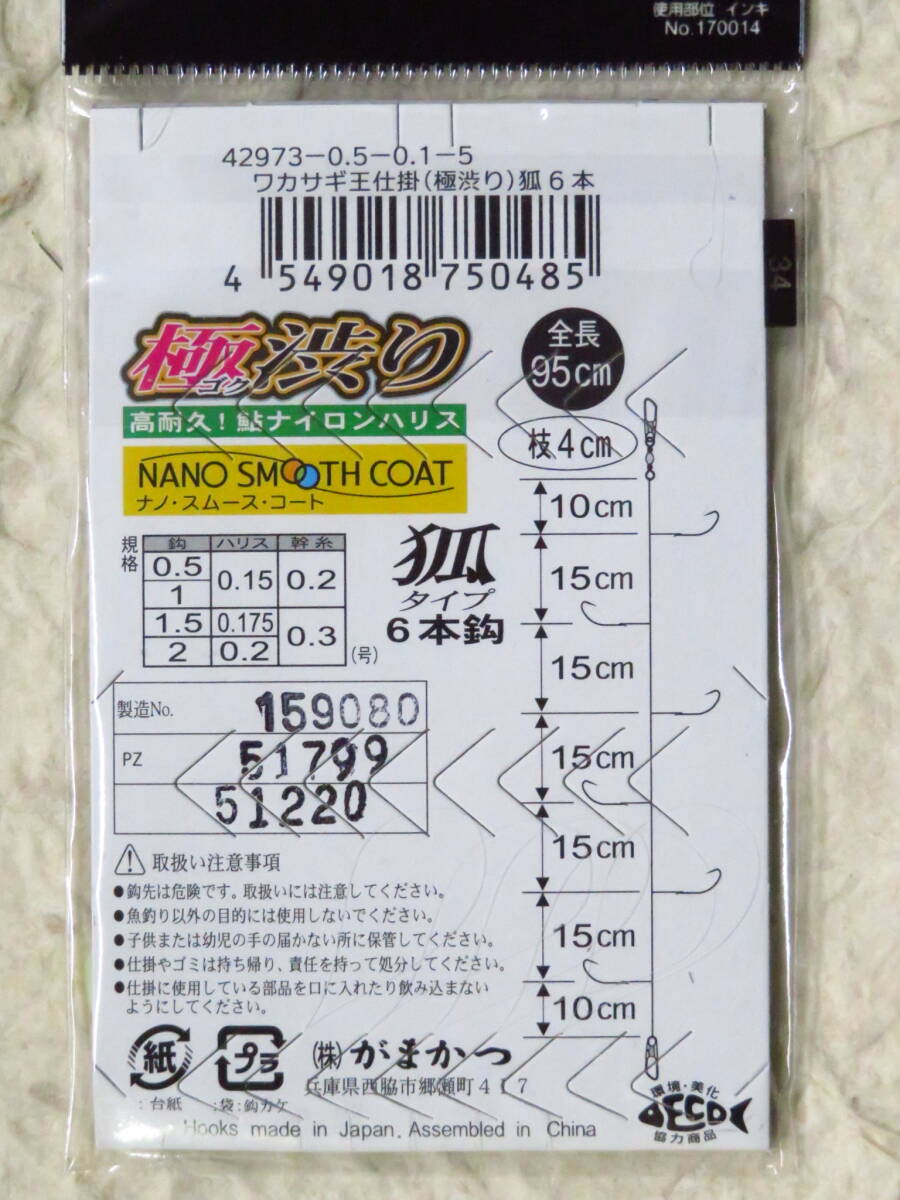 使用部位 インキ
No.170014
42973-0.5-0.1-5
ワカサギ王仕掛(極渋り)狐6本
4 549018 750485
34
極渋り
ゴク
高耐久!鮎ナイロンハリス
NANO SMOOTH COAT
ナノ・スムース・コート
規格
鈎 ハリス 幹糸
0.5 0.15 0.2
1
1.5 0.175 0.3
2 0.2
(号)
狐
タイプ
6本鈎
全長
95cm
枝4cm
10cm
15cm
15cm
15cm
15cm
15cm
10cm
製造No. 159080
PZ 51799
51220
取扱い注意事項
●鈎先は危険です。取扱いには注意してください。
●魚釣り以外の目的には使用しないでください。
●子供または幼児の手の届かない所に保管してください。
●仕掛やゴミは持ち帰り、責任を持って処分してください。
●仕掛に使用している部品を口に入れたり飲み込まない
ようにしてください。
紙
:台紙
プラ
:袋:鈎カケ
(株)がまかつ
兵庫県西脇市郷瀬町417
Hooks made in Japan. Assembled in China
環境・美化
ECO
協力商品